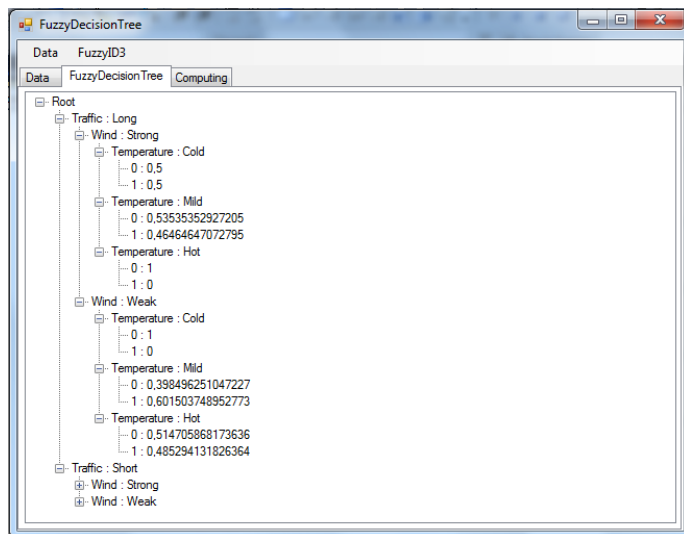 FuzzyDecisionTree
Data FuzzyID3
Data FuzzyDecisionTree Computing
Root
Traffic : Long
Wind : Strong
Temperature : Cold
0 : 0,5
1 : 0,5
Temperature : Mild
0 : 0,53535352927205
1 : 0,46464647072795
Temperature : Hot
0 : 1
1 : 0
Wind : Weak
Temperature : Cold
0 : 1
1 : 0
Temperature : Mild
0 : 0,398496251047227
1 : 0,601503748952773
Temperature : Hot
0 : 0,514705868173636
1 : 0,485294131826364
Traffic : Short
Wind : Strong
Wind : Weak